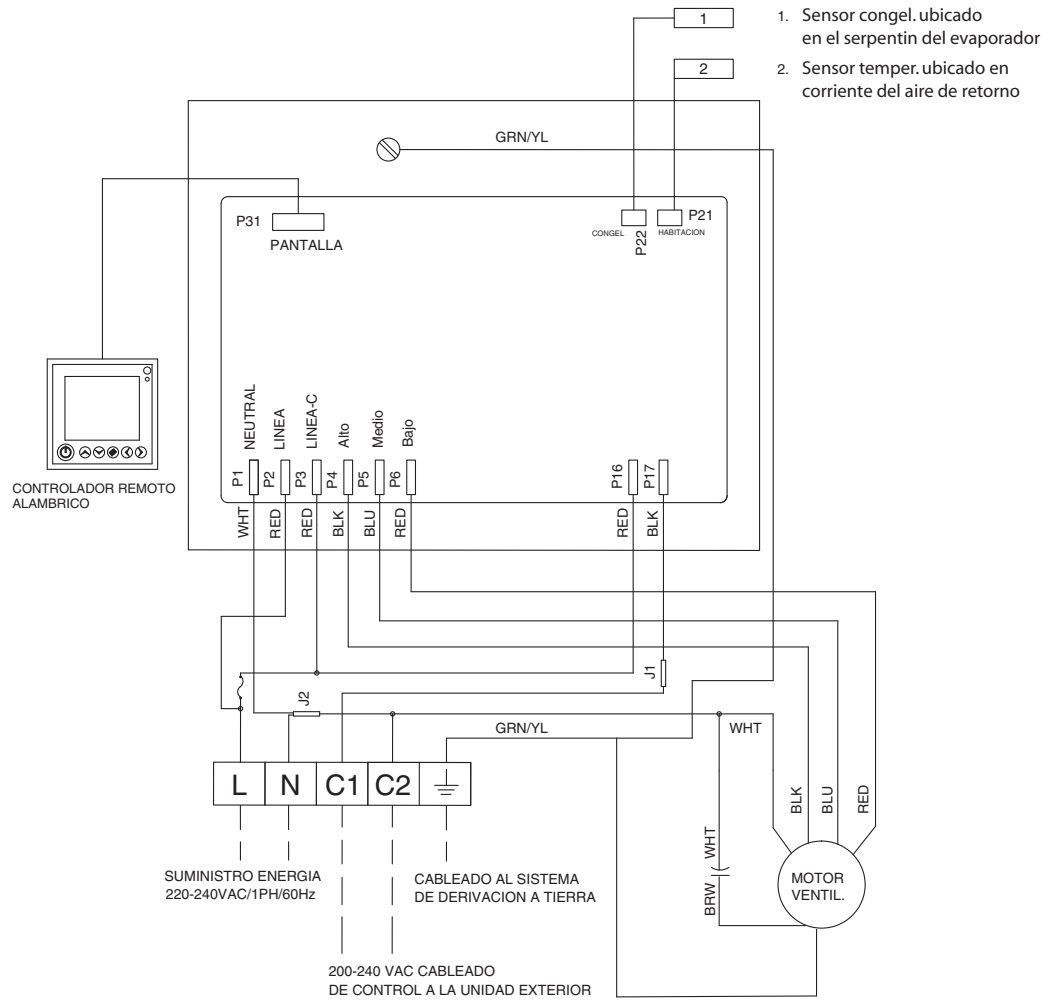 1
1. Sensor congel. ubicado
en el serpentin del evaporador
2
2. Sensor temper. ubicado en
corriente del aire de retorno
GRN/YL
P31
PANTALLA
CONGEL
P22
HABITACION
P21
CONTROLADOR REMOTO
ALAMBRICO
NEUTRAL
LINEA
LINEA-C
Alto
Medio
Bajo
P1
P2
P3
P4
P5
P6
P16
P17
WHT
RED
RED
BLK
BLU
RED
RED
BLK
J1
J2
GRN/YL
WHT
L
N
C1
C2
BLK
BLU
RED
WHT
BRW
MOTOR
VENTIL.
SUMINISTRO ENERGIA
220-240VAC/1PH/60Hz
CABLEADO AL SISTEMA
DE DERIVACION A TIERRA
200-240 VAC CABLEADO
DE CONTROL A LA UNIDAD EXTERIOR